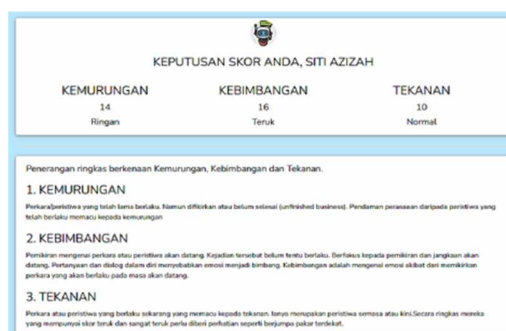 KEPUTUSAN SKOR ANDA, SITI AZIZAH
KEMURUNGAN KEBIMBANGAN TEKANAN
14 16 10
Ringan Teruk Normal
Penerangan ringkas berkenaan Kemurungan, Kebimbangan dan Tekanan.
1. KEMURUNGAN
Perkara/peristiwa yang telah lama berlaku. Namun difikirkan atau belum selesai (unfinished business). Pendaman perasaan daripada peristiwa yang
telah berlaku memacu kepada kemurungan
2. KEBIMBANGAN
Pemikiran mengenai perkara atau peristiwa akan datang. Kejadian tersebut belum tentu berlaku. Berfokus kepada pemikiran dan jangkaan akan
datang. Pertanyaan dan dialog dalam diri menyebabkan emosi menjadi bimbang. Kebimbangan adalah mengenai emosi akibat dari memikirkan
perkara yang akan berlaku pada masa akan datang.
3. TEKANAN
Perkara atau peristiwa yang berlaku sekarang yang memacu kepada tekanan. Ianya merupakan peristiwa semasa atau kini.Secara ringkas mereka
yang mempunyai skor teruk dan sangat teruk perlu diberi perhatian seperti berjumpa pakar terdekat.